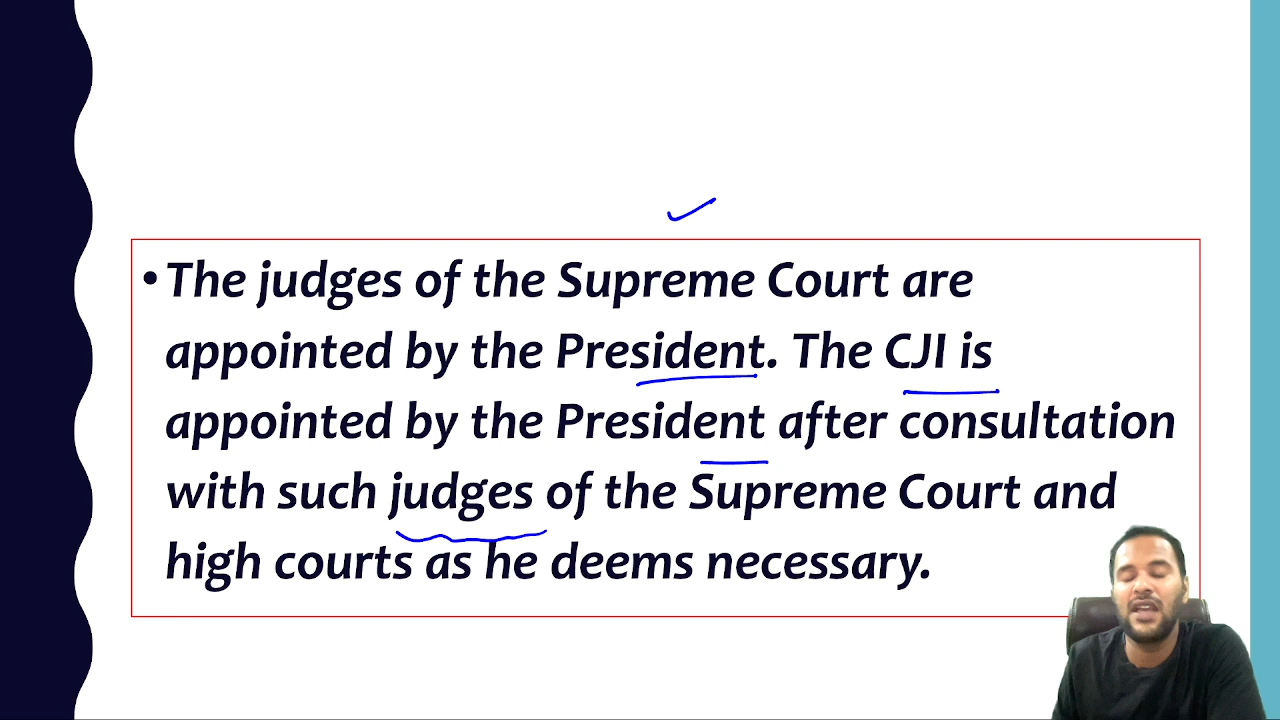 • The judges of the Supreme Court are
appointed by the President. The CJI is
appointed by the President after consultation
with such judges of the Supreme Court and
high courts as he deems necessary.